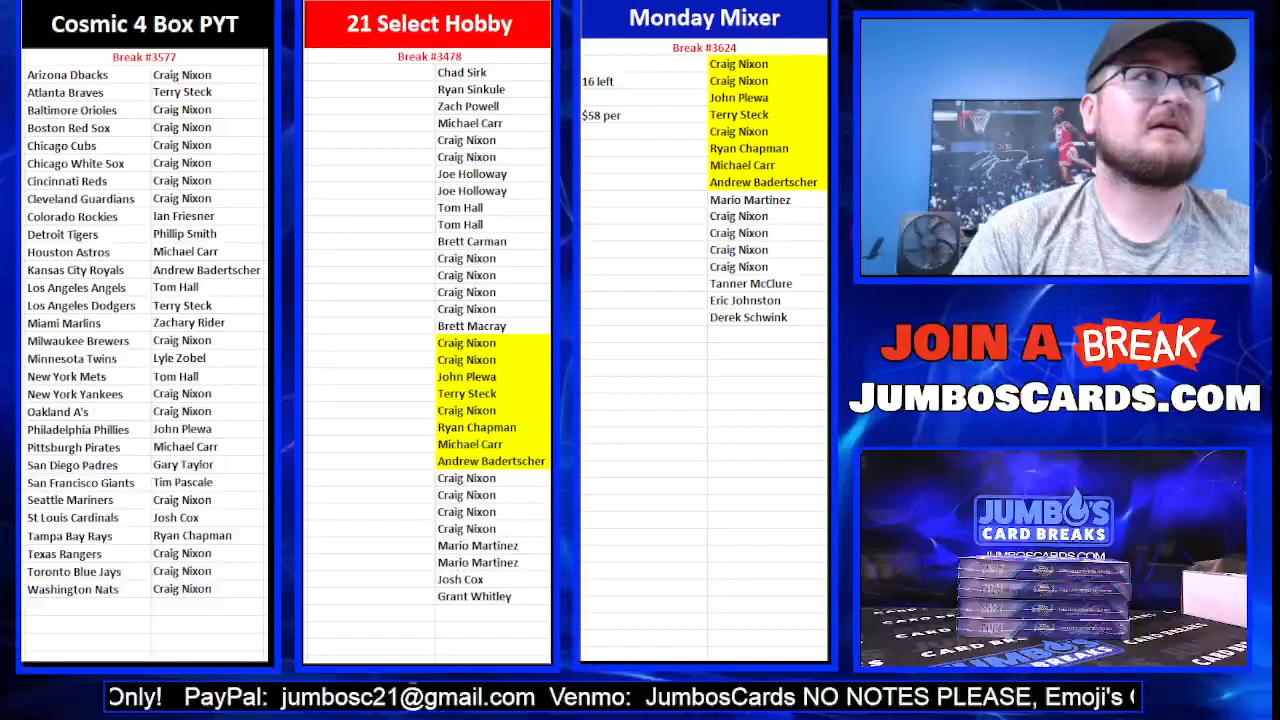 Cosmic 4 Box PYT
Break #3577
Arizona Dbacks Craig Nixon
Atlanta Braves Terry Steck
Baltimore Orioles Craig Nixon
Boston Red Sox Craig Nixon
Chicago Cubs Craig Nixon
Chicago White Sox Craig Nixon
Cincinnati Reds Craig Nixon
Cleveland Guardians Craig Nixon
Colorado Rockies Ian Friesner
Detroit Tigers Phillip Smith
Houston Astros Michael Carr
Kansas City Royals Andrew Badertscher
Los Angeles Angels Tom Hall
Los Angeles Dodgers Terry Steck
Miami Marlins Zachary Rider
Milwaukee Brewers Craig Nixon
Minnesota Twins Lyle Zobel
New York Mets Tom Hall
New York Yankees Craig Nixon
Oakland A's Craig Nixon
Philadelphia Phillies John Plewa
Pittsburgh Pirates Michael Carr
San Diego Padres Gary Taylor
San Francisco Giants Tim Pascale
Seattle Mariners Craig Nixon
St Louis Cardinals Josh Cox
Tampa Bay Rays Ryan Chapman
Texas Rangers Craig Nixon
Toronto Blue Jays Craig Nixon
Washington Nats Craig Nixon
21 Select Hobby
Break #3478
Chad Sirk
Ryan Sinkule
Zach Powell
Michael Carr
Craig Nixon
Craig Nixon
Joe Holloway
Joe Holloway
Tom Hall
Tom Hall
Brett Carman
Craig Nixon
Craig Nixon
Craig Nixon
Craig Nixon
Brett Macray
Craig Nixon
Craig Nixon
John Plewa
Terry Steck
Craig Nixon
Ryan Chapman
Michael Carr
Andrew Badertscher
Craig Nixon
Craig Nixon
Craig Nixon
Craig Nixon
Mario Martinez
Mario Martinez
Josh Cox
Grant Whitley
Monday Mixer
Break #3624
Craig Nixon
16 left Craig Nixon
John Plewa
$58 per Terry Steck
Craig Nixon
Ryan Chapman
Michael Carr
Andrew Badertscher
Mario Martinez
Craig Nixon
Craig Nixon
Craig Nixon
Craig Nixon
Tanner McClure
Eric Johnston
Derek Schwink
JOIN A BREAK
JUMBOSCARDS.COM
JUMBO'S
CARD BREAKS
JUMBOSCARDS.COM
Only! PayPal: jumbosc21@gmail.com Venmo: JumbosCards NO NOTES PLEASE, Emoji's